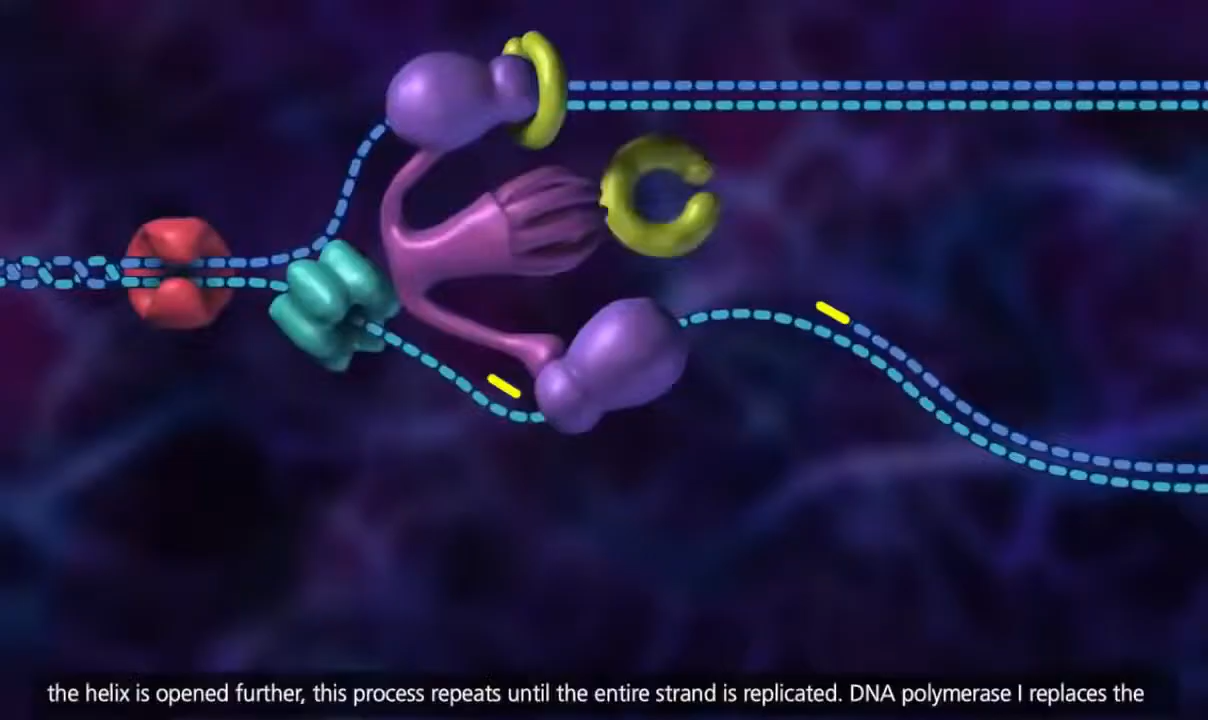 the helix is opened further, this process repeats until the entire strand is replicated. DNA polymerase I replaces the